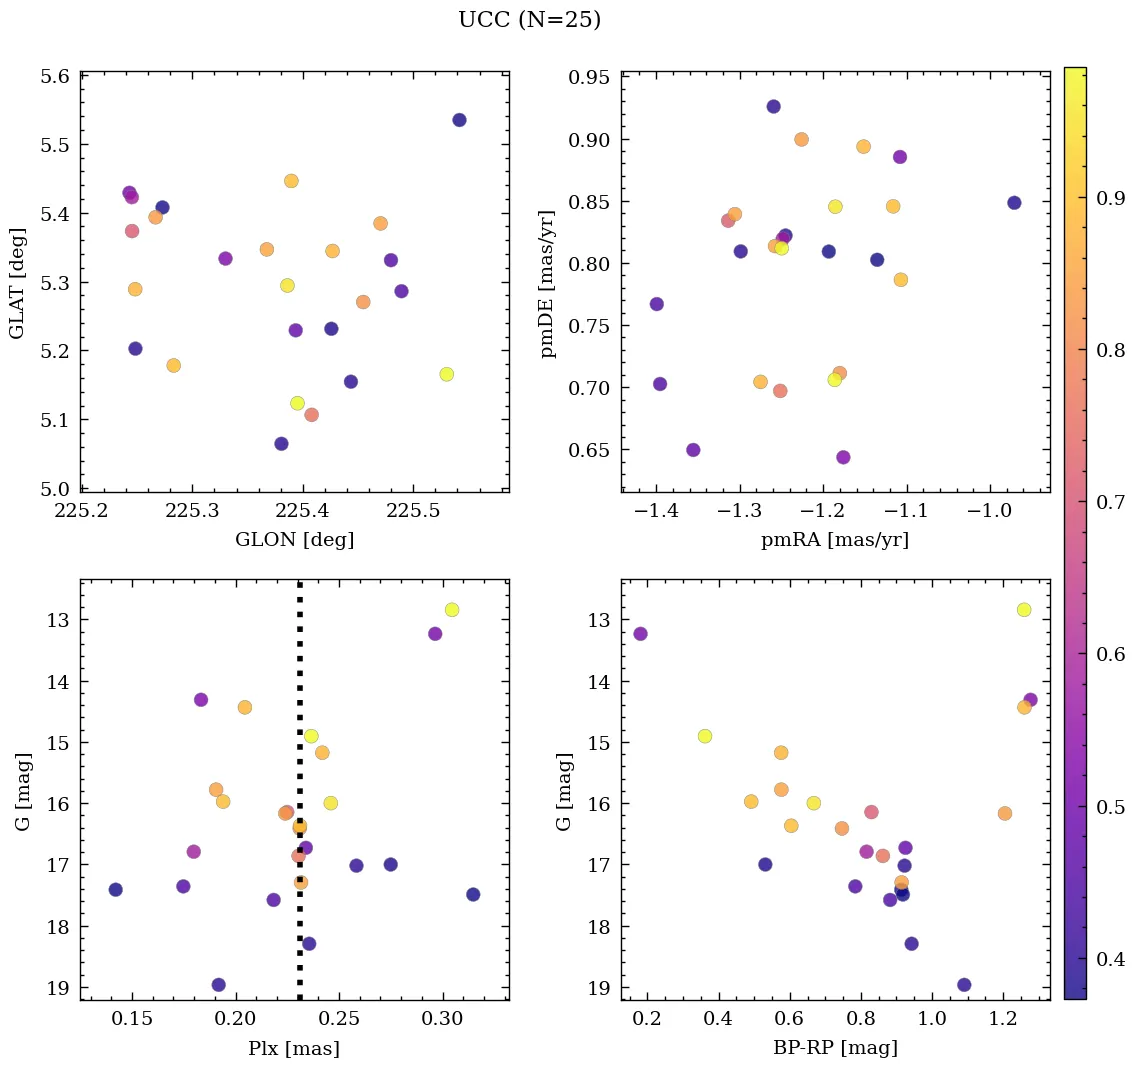 UCC (N=25)
5.6
5.5
5.4
5.3
5.2
5.1
5.0
GLAT [deg]
225.2 225.3 225.4 225.5
GLON [deg]
0.95
0.90
0.85
0.80
0.75
0.70
0.65
pmDE [mas/yr]
−1.4 −1.3 −1.2 −1.1 −1.0
pmRA [mas/yr]
13
14
15
16
17
18
19
G [mag]
0.15 0.20 0.25 0.30
Plx [mas]
13
14
15
16
17
18
19
G [mag]
0.2 0.4 0.6 0.8 1.0 1.2
BP-RP [mag]
0.9
0.8
0.7
0.6
0.5
0.4